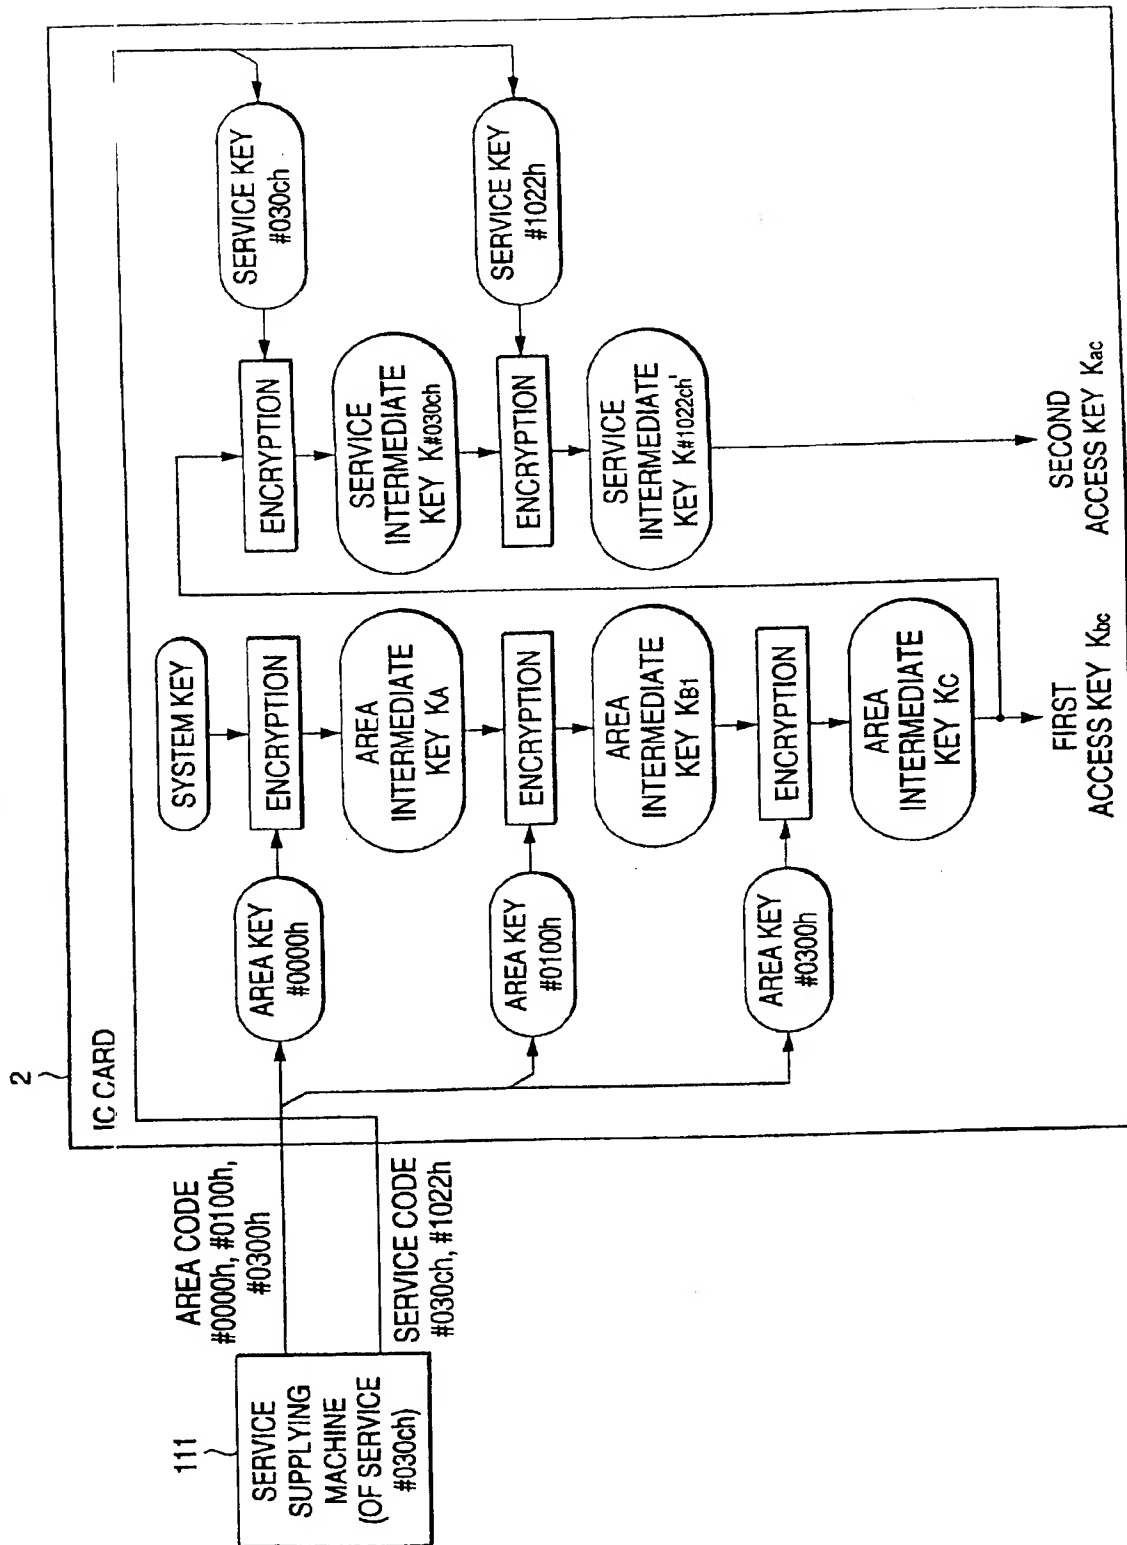 2
IC CARD
111
SERVICE
SUPPLYING
MACHINE
(OF SERVICE
#030ch)
AREA CODE
#0000h, #0100h,
#0300h
SERVICE CODE
#030ch, #1022h
SYSTEM KEY
AREA KEY
#0000h
ENCRYPTION
AREA
INTERMEDIATE
KEY KA
AREA KEY
#0100h
ENCRYPTION
AREA
INTERMEDIATE
KEY KB1
AREA KEY
#0300h
ENCRYPTION
AREA
INTERMEDIATE
KEY KC
FIRST
ACCESS KEY Kbc
SERVICE KEY
#030ch
ENCRYPTION
SERVICE
INTERMEDIATE
KEY K#030ch
SERVICE KEY
#1022h
ENCRYPTION
SERVICE
INTERMEDIATE
KEY K#1022ch'
SECOND
ACCESS KEY Kac